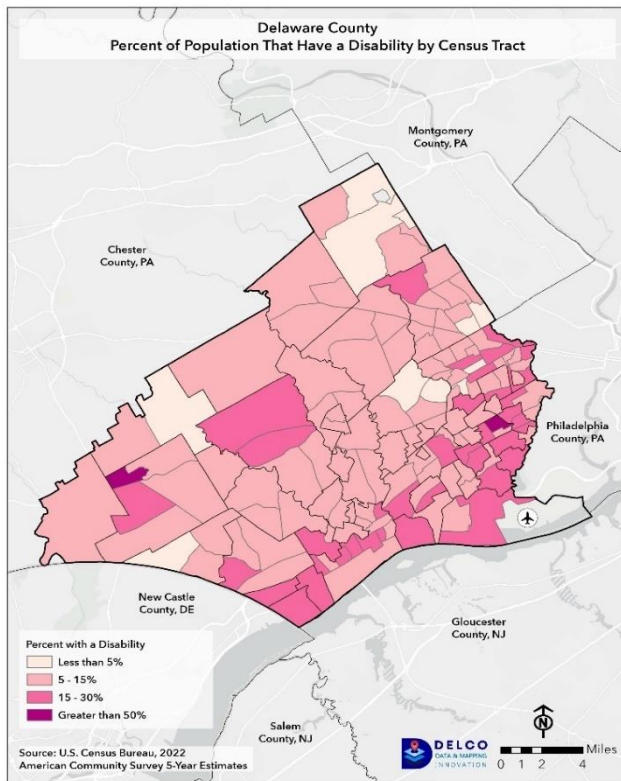 Delaware County
Percent of Population That Have a Disability by Census Tract
Montgomery
County, PA
Chester
County, PA
Philadelphia
County, PA
New Castle
County, DE
Gloucester
County, NJ
Salem
County, NJ
Percent with a Disability
Less than 5%
5 - 15%
15 - 30%
Greater than 50%
Source: U.S. Census Bureau, 2022
American Community Survey 5-Year Estimates
DELCO
DATA & MAPPING
INNOVATION
N
0 1 2 4 Miles